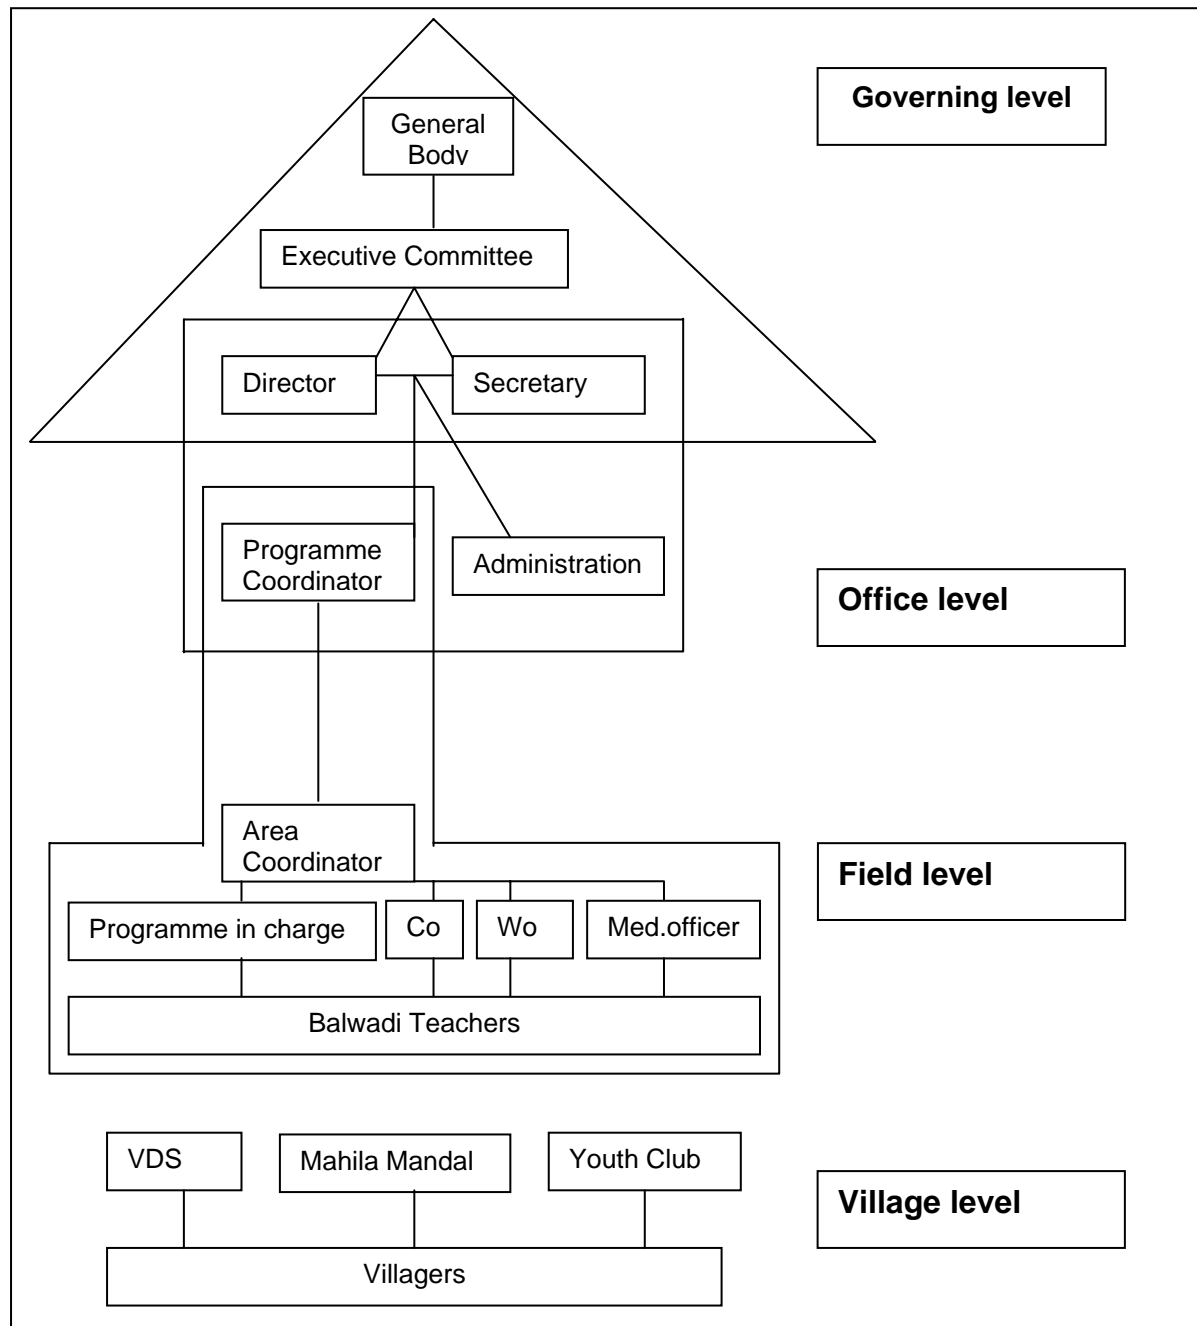 Governing level
General
Body
Executive Committee
Director
Secretary
Programme
Coordinator
Administration
Office level
Area
Coordinator
Field level
Programme in charge
Co
Wo
Med.officer
Balwadi Teachers
VDS
Mahila Mandal
Youth Club
Village level
Villagers